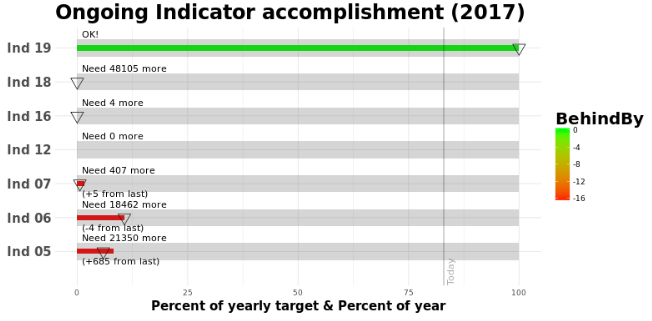 Ongoing Indicator accomplishment (2017)
Ind 19
OK!
Ind 18
Need 48105 more
Ind 16
Need 4 more
Ind 12
Need 0 more
Ind 07
Need 407 more
(+5 from last)
Ind 06
Need 18462 more
(-4 from last)
Ind 05
Need 21350 more
(+685 from last)
Today
0
25
50
75
100
Percent of yearly target & Percent of year
BehindBy
0
-4
-8
-12
-16